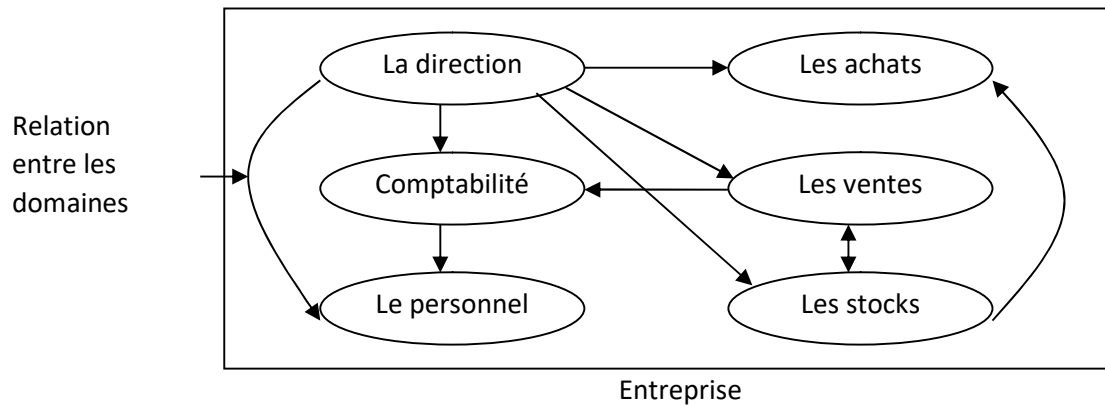 La direction
Les achats
Relation
entre les
domaines
Comptabilité
Les ventes
Le personnel
Les stocks
Entreprise